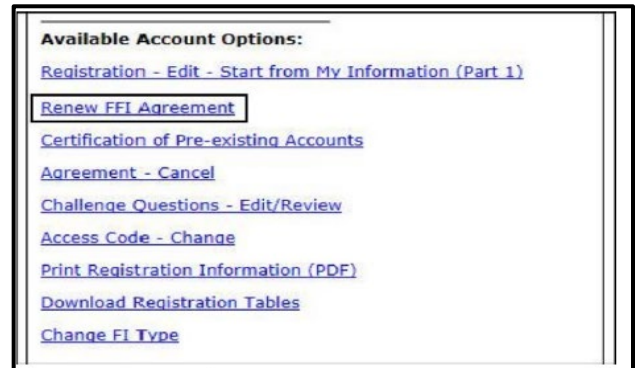 Available Account Options:
Registration - Edit - Start from My Information (Part 1)
Renew FFI Agreement
Certification of Pre-existing Accounts
Agreement - Cancel
Challenge Questions - Edit/Review
Access Code - Change
Print Registration Information (PDF)
Download Registration Tables
Change FI Type